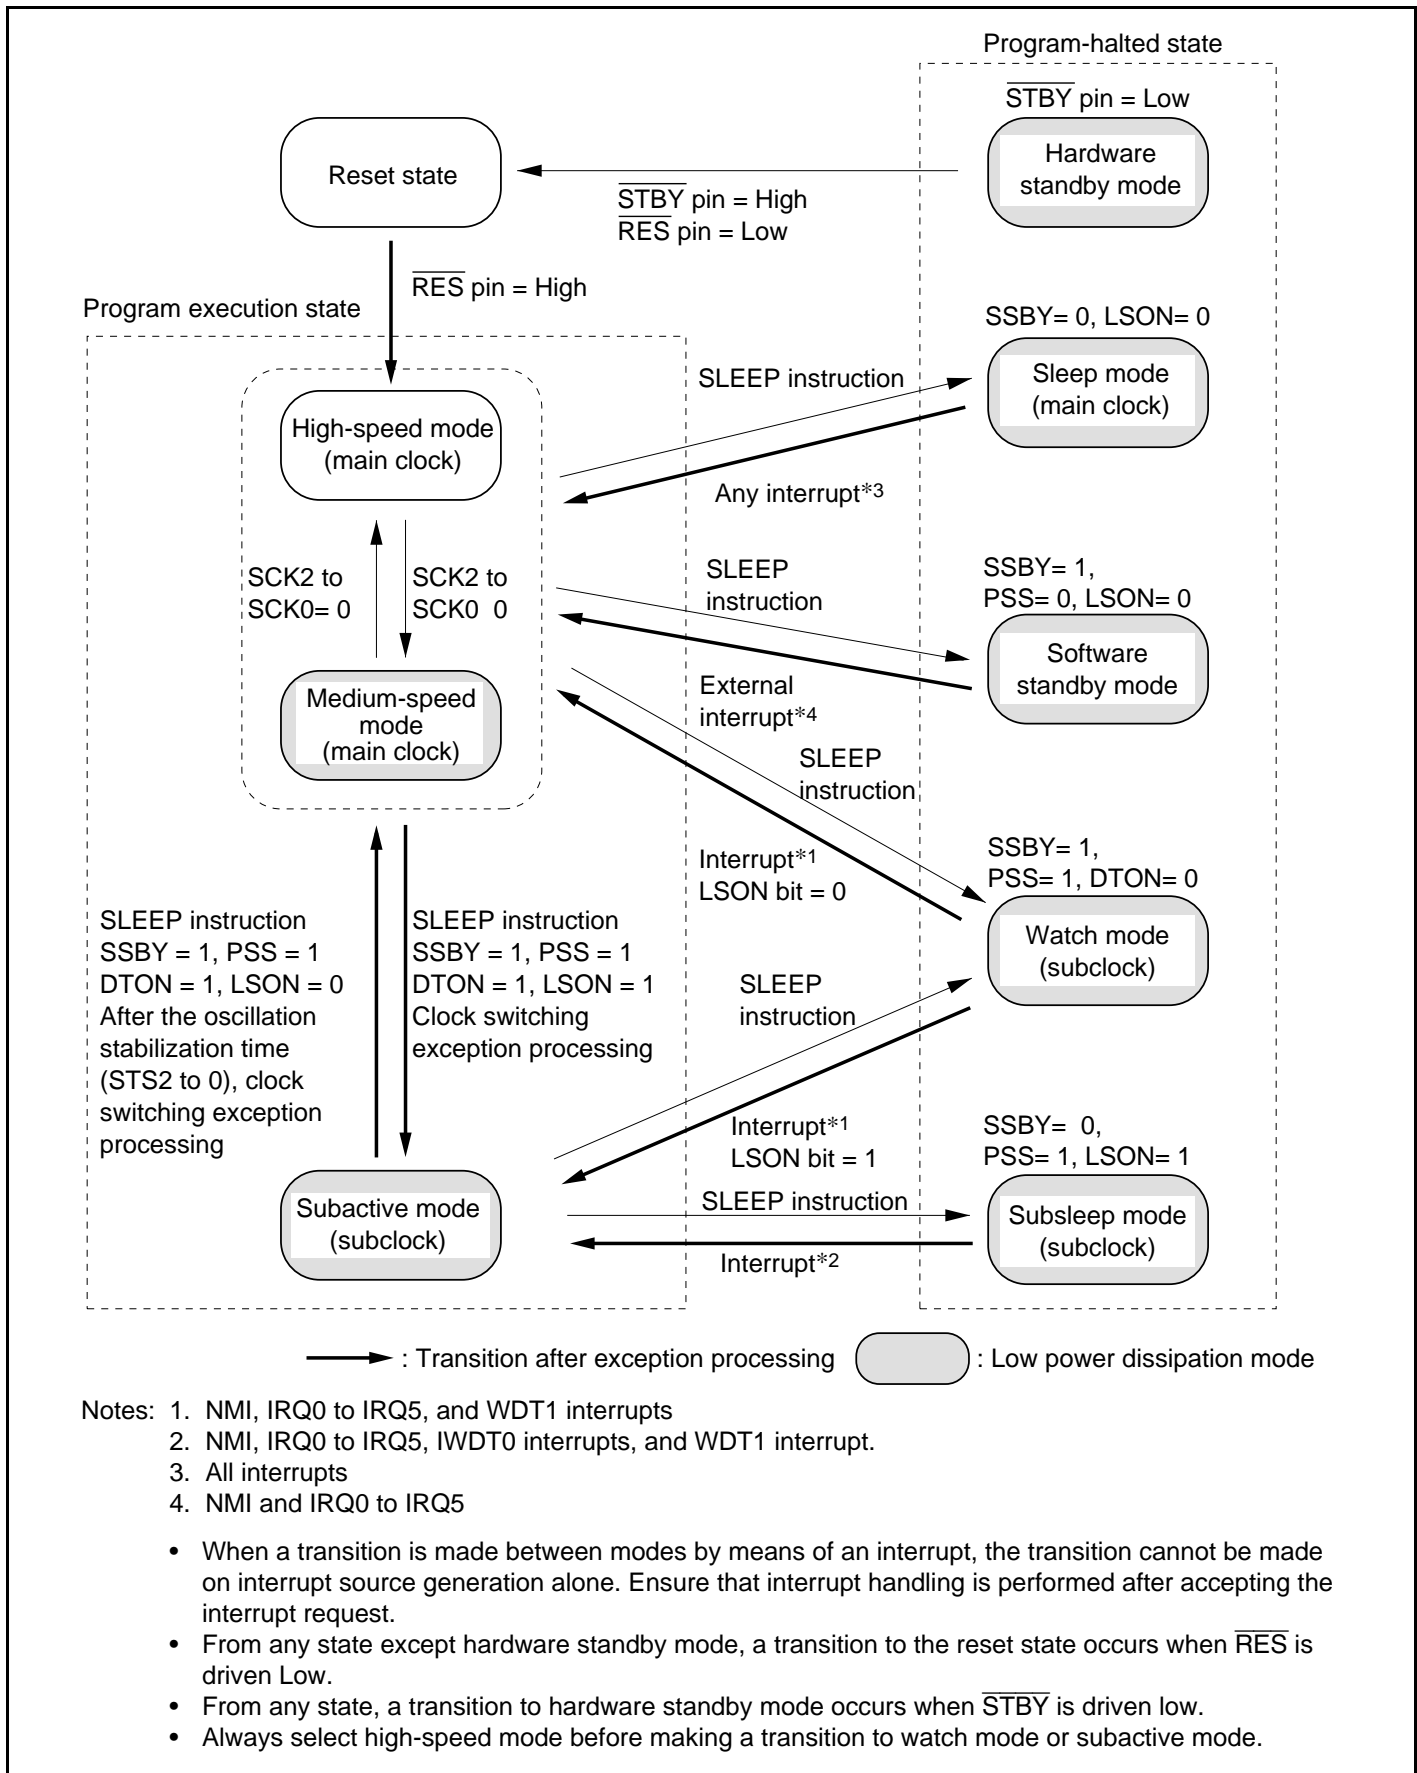 Program-halted state
STBY pin = Low
Hardware
standby mode
Reset state
STBY pin = High
RES pin = Low
RES pin = High
Program execution state
SSBY= 0, LSON= 0
Sleep mode
(main clock)
SLEEP instruction
High-speed mode
(main clock)
Any interrupt*3
SCK2 to
SCK0= 0
SCK2 to
SCK0 0
SLEEP
instruction
SSBY= 1,
PSS= 0, LSON= 0
Software
standby mode
External
interrupt*4
Medium-speed
mode
(main clock)
SLEEP
instruction
Interrupt*1
LSON bit = 0
SSBY= 1,
PSS= 1, DTON= 0
Watch mode
(subclock)
SLEEP instruction
SSBY = 1, PSS = 1
DTON = 1, LSON = 0
After the oscillation
stabilization time
(STS2 to 0), clock
switching exception
processing
SLEEP instruction
SSBY = 1, PSS = 1
DTON = 1, LSON = 1
Clock switching
exception processing
SLEEP
instruction
Interrupt*1
LSON bit = 1
SSBY= 0,
PSS= 1, LSON= 1
Subactive mode
(subclock)
SLEEP instruction
Interrupt*2
Subsleep mode
(subclock)
: Transition after exception processing
: Low power dissipation mode
Notes: 1. NMI, IRQ0 to IRQ5, and WDT1 interrupts
2. NMI, IRQ0 to IRQ5, IWDT0 interrupts, and WDT1 interrupt.
3. All interrupts
4. NMI and IRQ0 to IRQ5
• When a transition is made between modes by means of an interrupt, the transition cannot be made
on interrupt source generation alone. Ensure that interrupt handling is performed after accepting the
interrupt request.
• From any state except hardware standby mode, a transition to the reset state occurs when RES is
driven Low.
• From any state, a transition to hardware standby mode occurs when STBY is driven low.
• Always select high-speed mode before making a transition to watch mode or subactive mode.